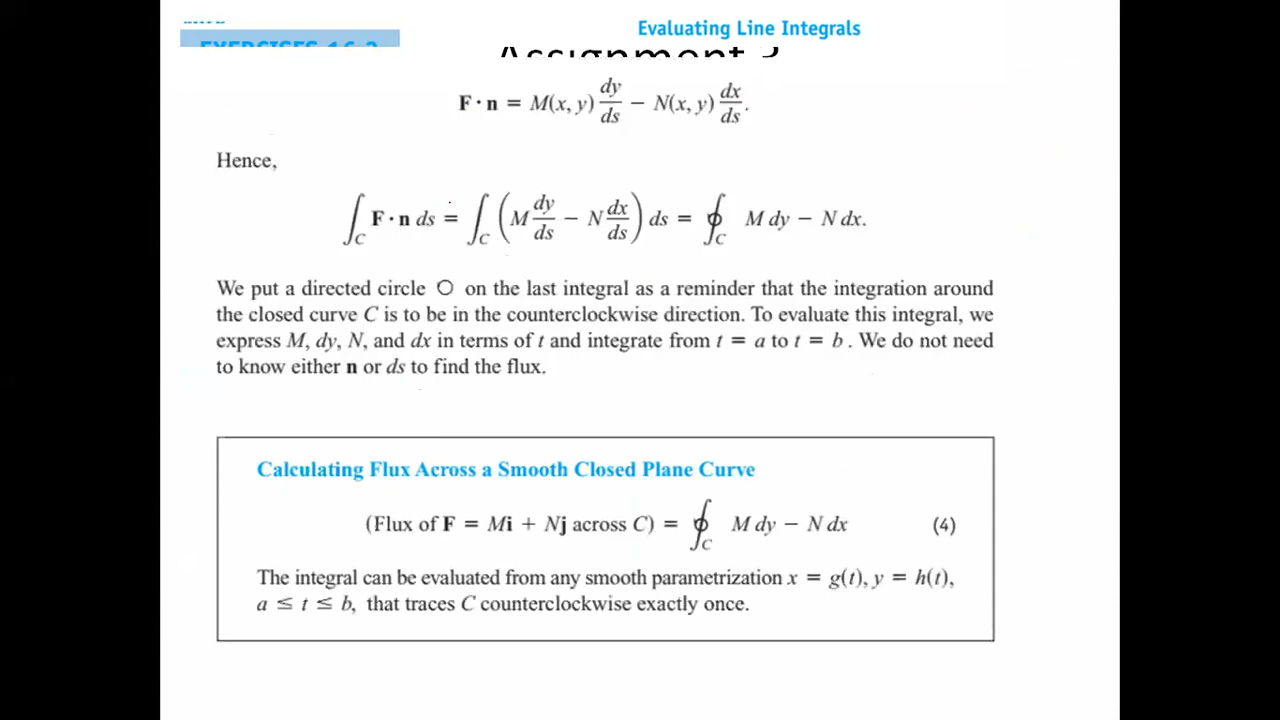 Evaluating Line Integrals
EXERCISES 16.2
Assignment 3
F · n = M(x, y) dy/ds − N(x, y) dx/ds.
Hence,
∫_C F · n ds = ∫_C (M dy/ds − N dx/ds) ds = ∮_C M dy − N dx.
We put a directed circle ○ on the last integral as a reminder that the integration around
the closed curve C is to be in the counterclockwise direction. To evaluate this integral, we
express M, dy, N, and dx in terms of t and integrate from t = a to t = b. We do not need
to know either n or ds to find the flux.
Calculating Flux Across a Smooth Closed Plane Curve
(Flux of F = Mi + Nj across C) = ∮_C M dy − N dx (4)
The integral can be evaluated from any smooth parametrization x = g(t), y = h(t),
a ≤ t ≤ b, that traces C counterclockwise exactly once.